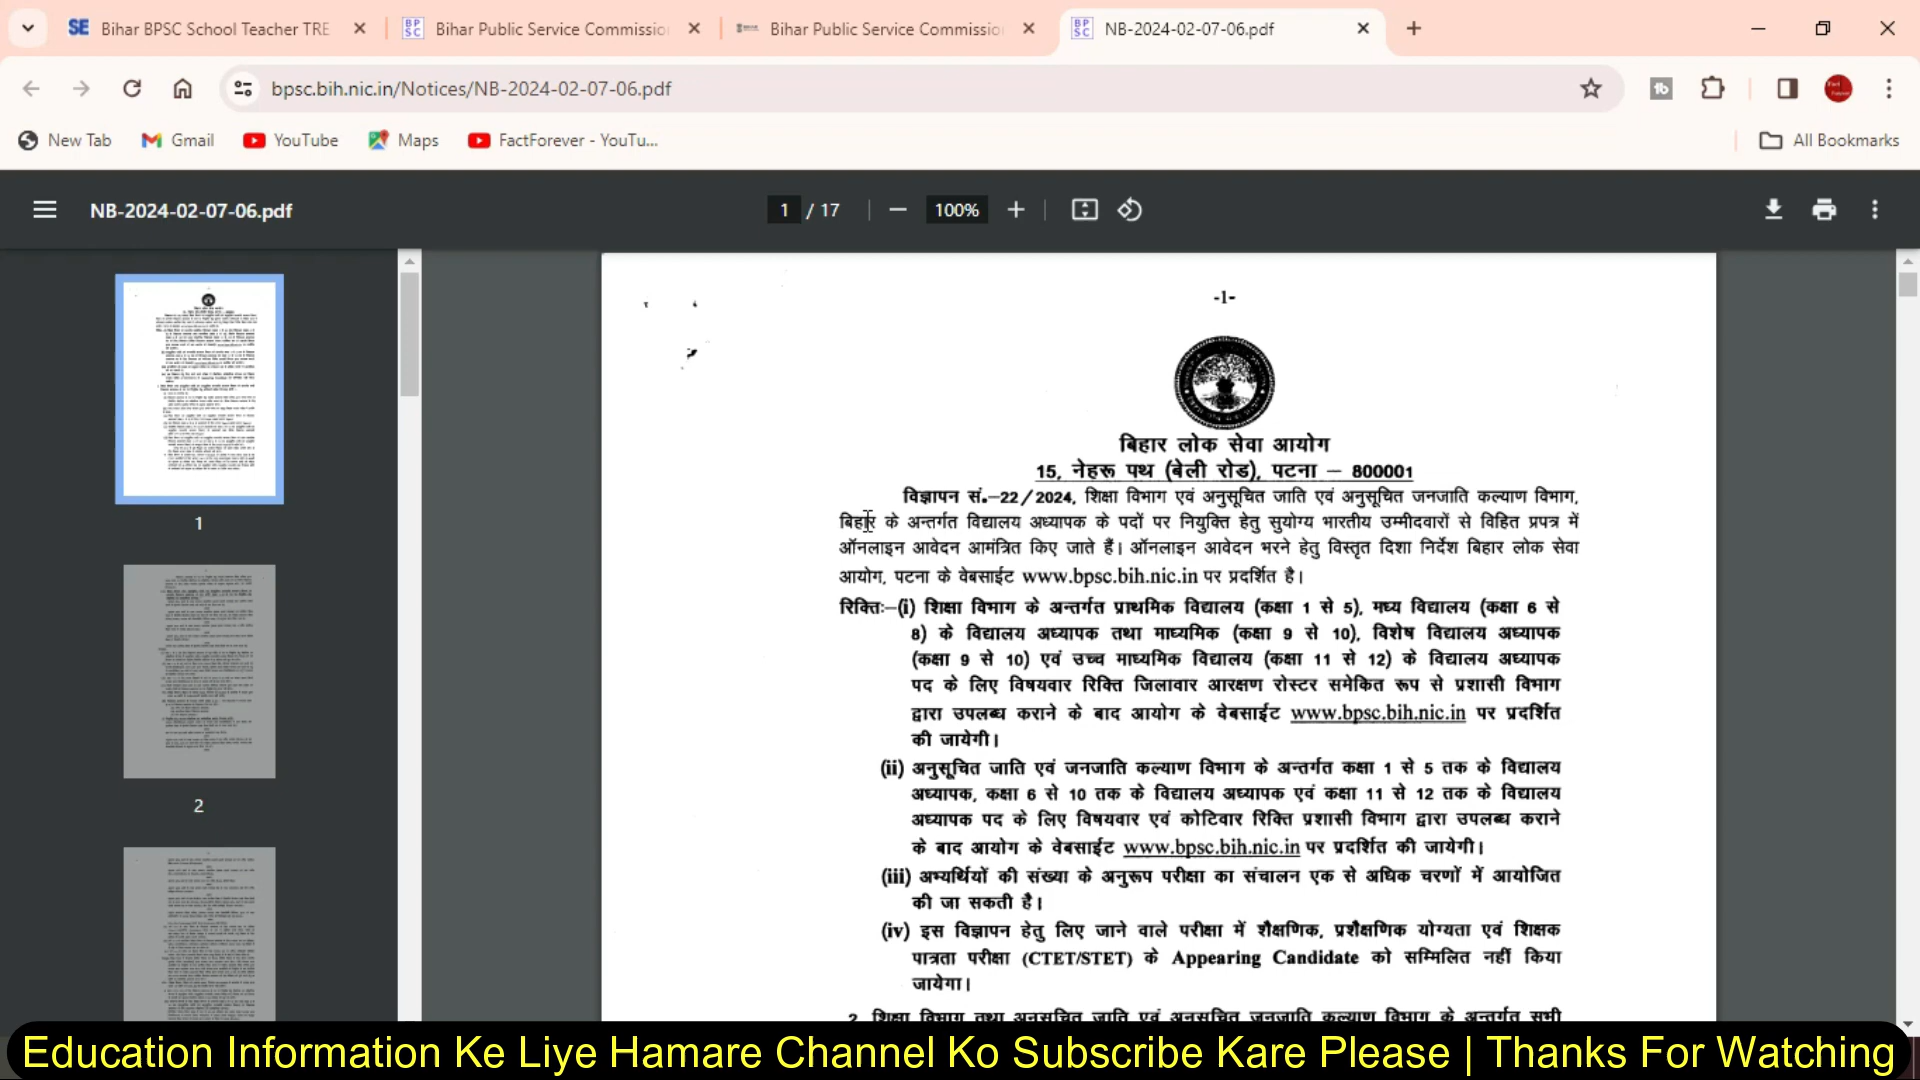 Bihar BPSC School Teacher TRE
Bihar Public Service Commissio
Bihar Public Service Commissio
NB-2024-02-07-06.pdf
bpsc.bih.nic.in/Notices/NB-2024-02-07-06.pdf
New Tab
Gmail
YouTube
Maps
FactForever - YouTu...
All Bookmarks
NB-2024-02-07-06.pdf
1 / 17
100%
1
2
-1-
बिहार लोक सेवा आयोग
15, नेहरू पथ (बेली रोड), पटना – 800001
विज्ञापन सं.–22/2024, शिक्षा विभाग एवं अनुसूचित जाति एवं अनुसूचित जनजाति कल्याण विभाग,
बिहार के अन्तर्गत विद्यालय अध्यापक के पदों पर नियुक्ति हेतु सुयोग्य भारतीय उम्मीदवारों से विहित प्रपत्र में
ऑनलाइन आवेदन आमंत्रित किए जाते हैं। ऑनलाइन आवेदन भरने हेतु विस्तृत दिशा निर्देश बिहार लोक सेवा
आयोग, पटना के वेबसाईट www.bpsc.bih.nic.in पर प्रदर्शित है।
रिक्तिः–(i) शिक्षा विभाग के अन्तर्गत प्राथमिक विद्यालय (कक्षा 1 से 5), मध्य विद्यालय (कक्षा 6 से
8) के विद्यालय अध्यापक तथा माध्यमिक (कक्षा 9 से 10), विशेष विद्यालय अध्यापक
(कक्षा 9 से 10) एवं उच्च माध्यमिक विद्यालय (कक्षा 11 से 12) के विद्यालय अध्यापक
पद के लिए विषयवार रिक्ति जिलावार आरक्षण रोस्टर समेकित रूप से प्रशासी विभाग
द्वारा उपलब्ध कराने के बाद आयोग के वेबसाईट www.bpsc.bih.nic.in पर प्रदर्शित
की जायेगी।
(ii) अनुसूचित जाति एवं जनजाति कल्याण विभाग के अन्तर्गत कक्षा 1 से 5 तक के विद्यालय
अध्यापक, कक्षा 6 से 10 तक के विद्यालय अध्यापक एवं कक्षा 11 से 12 तक के विद्यालय
अध्यापक पद के लिए विषयवार एवं कोटिवार रिक्ति प्रशासी विभाग द्वारा उपलब्ध कराने
के बाद आयोग के वेबसाईट www.bpsc.bih.nic.in पर प्रदर्शित की जायेगी।
(iii) अभ्यर्थियों की संख्या के अनुरूप परीक्षा का संचालन एक से अधिक चरणों में आयोजित
की जा सकती है।
(iv) इस विज्ञापन हेतु लिए जाने वाले परीक्षा में शैक्षणिक, प्रशैक्षणिक योग्यता एवं शिक्षक
पात्रता परीक्षा (CTET/STET) के Appearing Candidate को सम्मिलित नहीं किया
जायेगा।
2. शिक्षा विभाग तथा अनुसूचित जाति एवं अनुसूचित जनजाति कल्याण विभाग के अन्तर्गत सभी
Education Information Ke Liye Hamare Channel Ko Subscribe Kare Please | Thanks For Watching